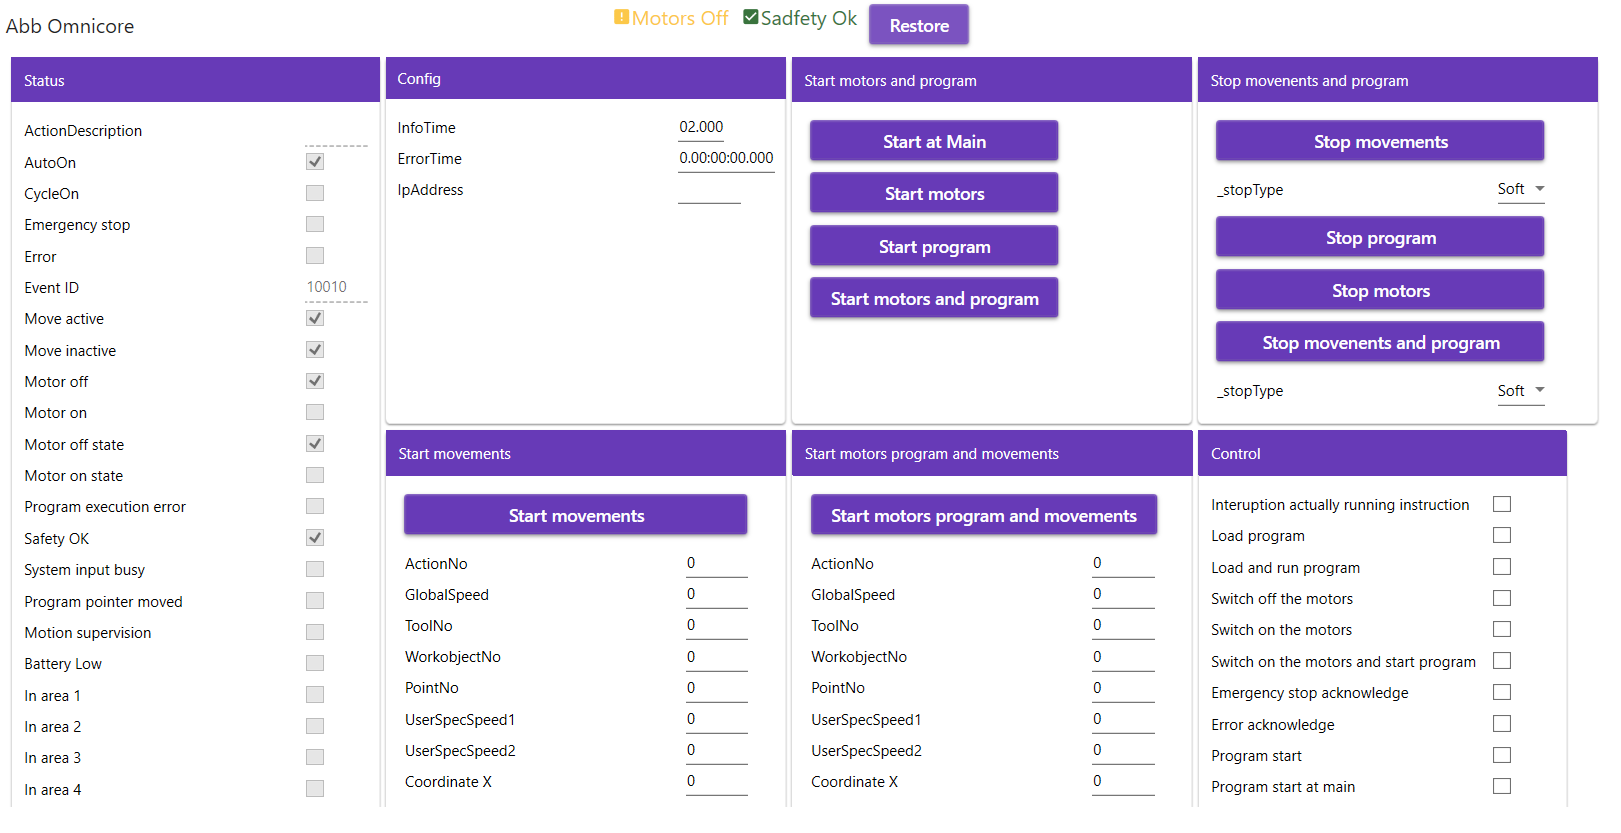 Abb Omnicore
Motors Off
Sadfety Ok
Restore
Status
ActionDescription
AutoOn
CycleOn
Emergency stop
Error
Event ID 10010
Move active
Move inactive
Motor off
Motor on
Motor off state
Motor on state
Program execution error
Safety OK
System input busy
Program pointer moved
Motion supervision
Battery Low
In area 1
In area 2
In area 3
In area 4
Config
InfoTime 02.000
ErrorTime 0.00:00:00.000
IpAddress
Start motors and program
Start at Main
Start motors
Start program
Start motors and program
Stop movenents and program
Stop movements
_stopType Soft
Stop program
Stop motors
Stop movenents and program
_stopType Soft
Start movements
Start movements
ActionNo 0
GlobalSpeed 0
ToolNo 0
WorkobjectNo 0
PointNo 0
UserSpecSpeed1 0
UserSpecSpeed2 0
Coordinate X 0
Start motors program and movements
Start motors program and movements
ActionNo 0
GlobalSpeed 0
ToolNo 0
WorkobjectNo 0
PointNo 0
UserSpecSpeed1 0
UserSpecSpeed2 0
Coordinate X 0
Control
Interuption actually running instruction
Load program
Load and run program
Switch off the motors
Switch on the motors
Switch on the motors and start program
Emergency stop acknowledge
Error acknowledge
Program start
Program start at main